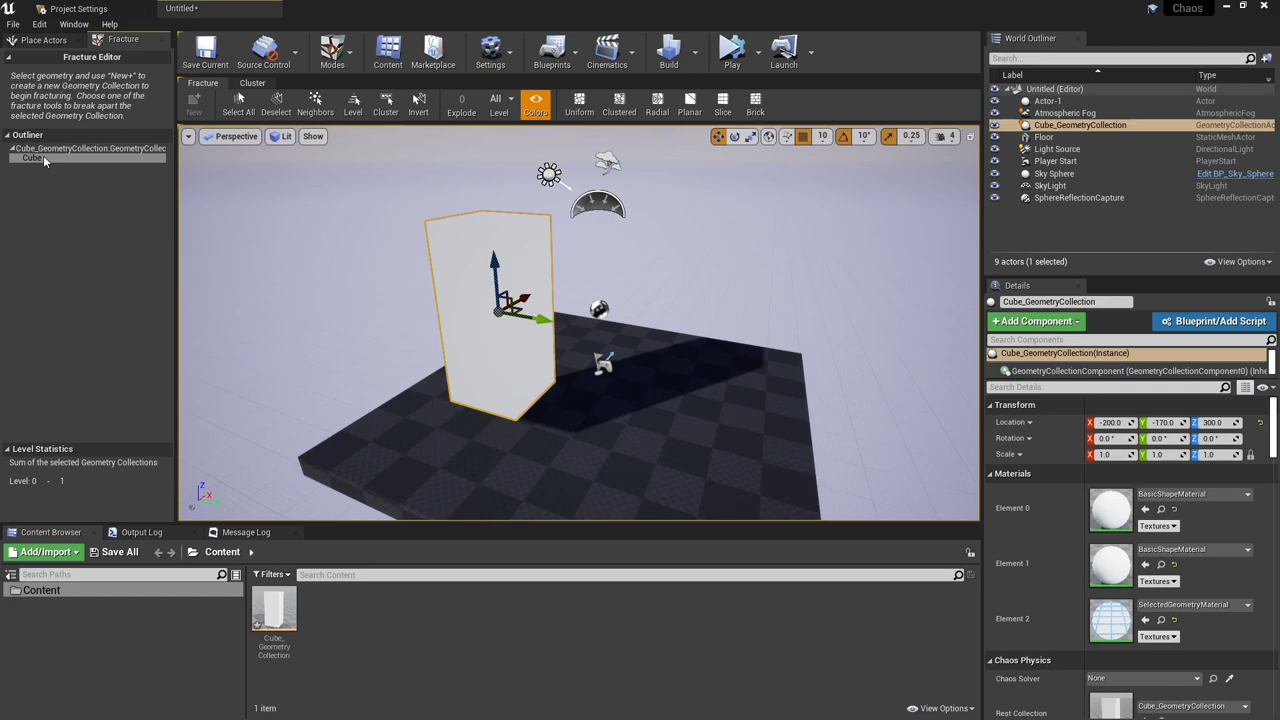 Project Settings
Untitled*
Chaos
File Edit Window Help
Place Actors
Fracture
Fracture Editor
Select geometry and use "New+" to
create a new Geometry Collection to
begin fracturing. Choose one of the
fracture tools to break apart the
selected Geometry Collection.
Outliner
Cube_GeometryCollection.GeometryCollec
Cube
Level Statistics
Sum of the selected Geometry Collections
Level: 0 - 1
Save Current
Source Control
Modes
Content
Marketplace
Settings
Blueprints
Cinematics
Build
Play
Launch
Fracture
Cluster
New
Select All
Deselect
Neighbors
Level
Cluster
Invert
0
Explode
All
Level
Colors
Uniform
Clustered
Radial
Planar
Slice
Brick
Perspective
Lit
Show
10
10°
0.25
4
Z
X
World Outliner
Search...
Label
Type
Untitled (Editor) World
Actor-1 Actor
Atmospheric Fog AtmosphericFog
Cube_GeometryCollection GeometryCollectionAc
Floor StaticMeshActor
Light Source DirectionalLight
Player Start PlayerStart
Sky Sphere Edit BP_Sky_Sphere
SkyLight SkyLight
SphereReflectionCapture SphereReflectionCapt
9 actors (1 selected)
View Options
Details
Cube_GeometryCollection
+ Add Component
Blueprint/Add Script
Search Components
Cube_GeometryCollection(Instance)
GeometryCollectionComponent (GeometryCollectionComponent0) (Inhe
Search Details
Transform
Location X -200.0 Y -170.0 Z 300.0
Rotation X 0.0 ° Y 0.0 ° Z 0.0 °
Scale X 1.0 Y 1.0 Z 1.0
Materials
Element 0
BasicShapeMaterial
Textures
Element 1
BasicShapeMaterial
Textures
Element 2
SelectedGeometryMaterial
Textures
Chaos Physics
Chaos Solver
None
Rest Collection
Cube_GeometryCollection
Content Browser
Output Log
Message Log
Add/Import
Save All
Content
Search Paths
Filters
Search Content
Content
Cube_
Geometry
Collection
1 item
View Options